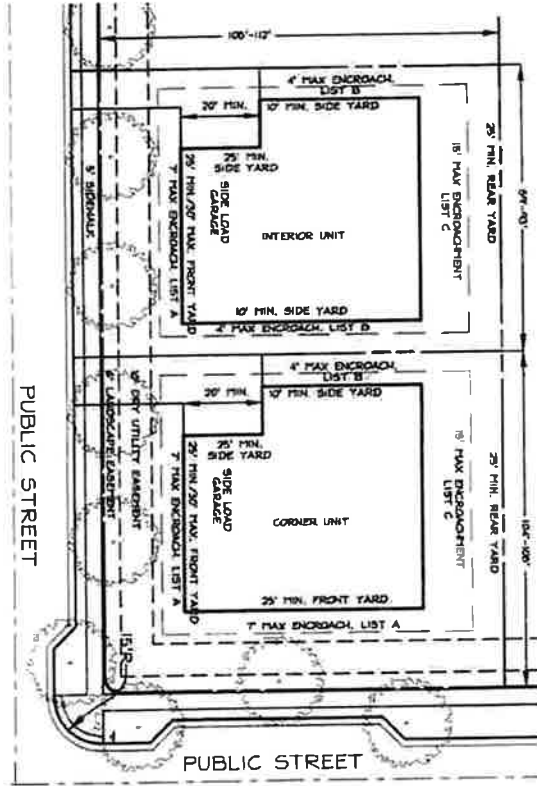 105'-112'
4' MAX ENCROACH.
LIST B
20' MIN.
10' MIN. SIDE YARD
25' MIN.
SIDE YARD
SIDE LOAD
GARAGE
25' MIN./30' MAX. FRONT YARD
7' MAX ENCROACH LIST A
5' SIDEWALK
INTERIOR UNIT
15' MAX ENCROACHMENT
LIST C
25' MIN. REAR YARD
10' MIN. SIDE YARD
4' MAX ENCROACH, LIST
PUBLIC STREET
4' MAX ENCROACH.
LIST B
20' MIN.
10' MIN. SIDE YARD
25' MIN.
SIDE YARD
SIDE LOAD
GARAGE
25' MIN./30' MAX. FRONT YARD
7' MAX ENCROACH LIST A
DRY UTILITY EASEMENT
LANDSCAPE EASEMENT
CORNER UNIT
15' MAX ENCROACHMENT
LIST C
25' MIN. REAR YARD
25' MIN. FRONT YARD
7' MAX ENCROACH, LIST A
15'R
PUBLIC STREET